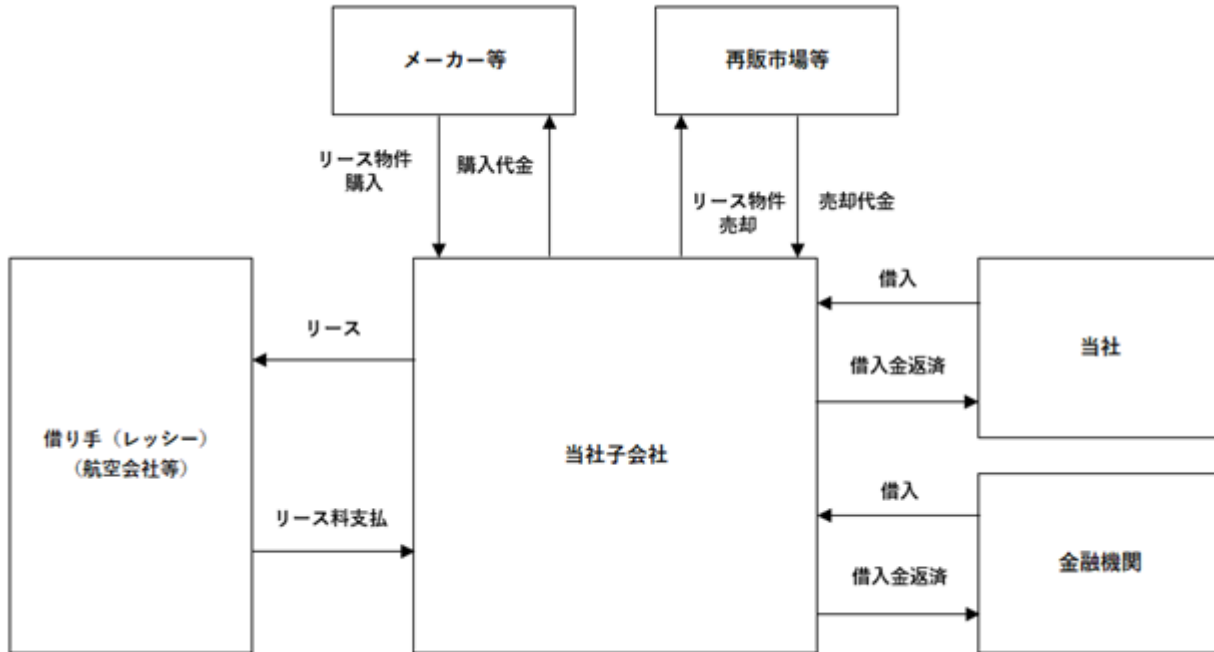 メーカー等
再販市場等
リース物件
購入
購入代金
リース物件
売却
売却代金
借り手（レッシー）
（航空会社等）
リース
リース料支払
当社子会社
借入
借入金返済
当社
借入
借入金返済
金融機関